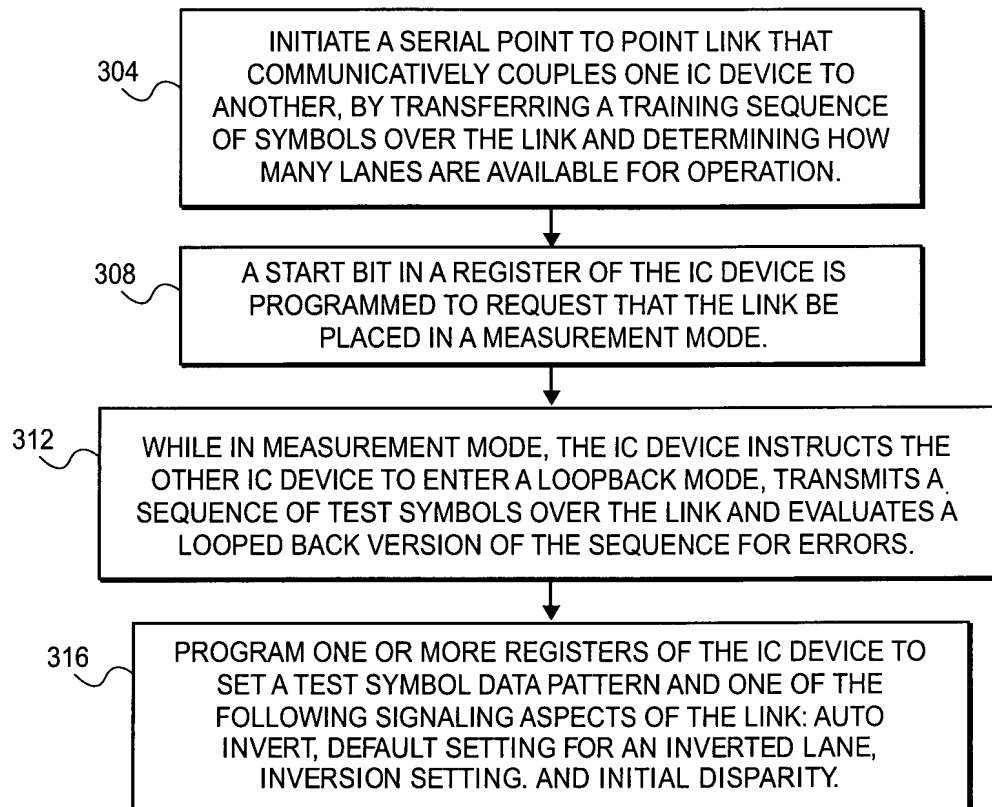 304
INITIATE A SERIAL POINT TO POINT LINK THAT
COMMUNICATIVELY COUPLES ONE IC DEVICE TO
ANOTHER, BY TRANSFERRING A TRAINING SEQUENCE
OF SYMBOLS OVER THE LINK AND DETERMINING HOW
MANY LANES ARE AVAILABLE FOR OPERATION.
308
A START BIT IN A REGISTER OF THE IC DEVICE IS
PROGRAMMED TO REQUEST THAT THE LINK BE
PLACED IN A MEASUREMENT MODE.
312
WHILE IN MEASUREMENT MODE, THE IC DEVICE INSTRUCTS THE
OTHER IC DEVICE TO ENTER A LOOPBACK MODE, TRANSMITS A
SEQUENCE OF TEST SYMBOLS OVER THE LINK AND EVALUATES A
LOOPED BACK VERSION OF THE SEQUENCE FOR ERRORS.
316
PROGRAM ONE OR MORE REGISTERS OF THE IC DEVICE TO
SET A TEST SYMBOL DATA PATTERN AND ONE OF THE
FOLLOWING SIGNALING ASPECTS OF THE LINK: AUTO
INVERT, DEFAULT SETTING FOR AN INVERTED LANE,
INVERSION SETTING. AND INITIAL DISPARITY.